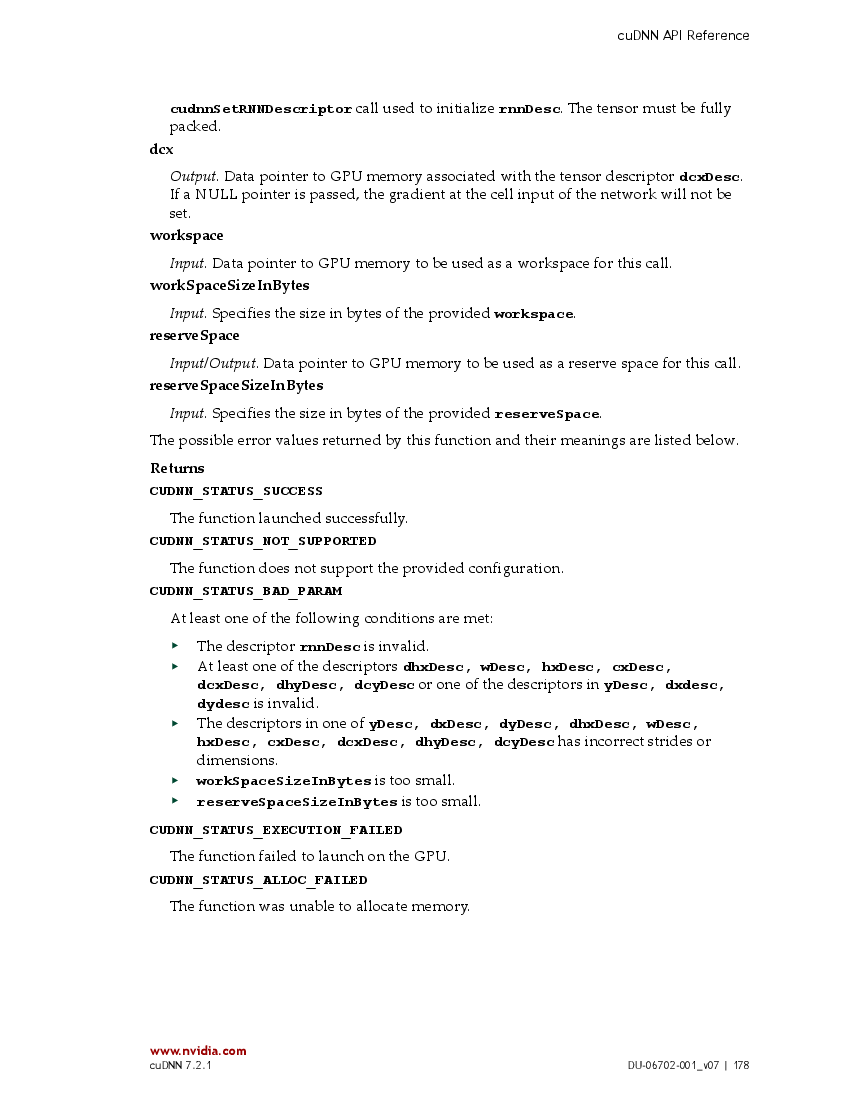 cuDNN API Reference
cudnnSetRNNDescriptor call used to initialize rnnDesc. The tensor must be fully
packed.
dcx
Output. Data pointer to GPU memory associated with the tensor descriptor dcxDesc.
If a NULL pointer is passed, the gradient at the cell input of the network will not be
set.
workspace
Input. Data pointer to GPU memory to be used as a workspace for this call.
workSpaceSizeInBytes
Input. Specifies the size in bytes of the provided workspace.
reserveSpace
Input/Output. Data pointer to GPU memory to be used as a reserve space for this call.
reserveSpaceSizeInBytes
Input. Specifies the size in bytes of the provided reserveSpace.
The possible error values returned by this function and their meanings are listed below.
Returns
CUDNN_STATUS_SUCCESS
The function launched successfully.
CUDNN_STATUS_NOT_SUPPORTED
The function does not support the provided configuration.
CUDNN_STATUS_BAD_PARAM
At least one of the following conditions are met:
▸ The descriptor rnnDesc is invalid.
▸ At least one of the descriptors dhxDesc, wDesc, hxDesc, cxDesc,
dcxDesc, dhyDesc, dcyDesc or one of the descriptors in yDesc, dxdesc,
dydesc is invalid.
▸ The descriptors in one of yDesc, dxDesc, dyDesc, dhxDesc, wDesc,
hxDesc, cxDesc, dcxDesc, dhyDesc, dcyDesc has incorrect strides or
dimensions.
▸ workSpaceSizeInBytes is too small.
▸ reserveSpaceSizeInBytes is too small.
CUDNN_STATUS_EXECUTION_FAILED
The function failed to launch on the GPU.
CUDNN_STATUS_ALLOC_FAILED
The function was unable to allocate memory.
www.nvidia.com
cuDNN 7.2.1
DU-06702-001_v07 | 178